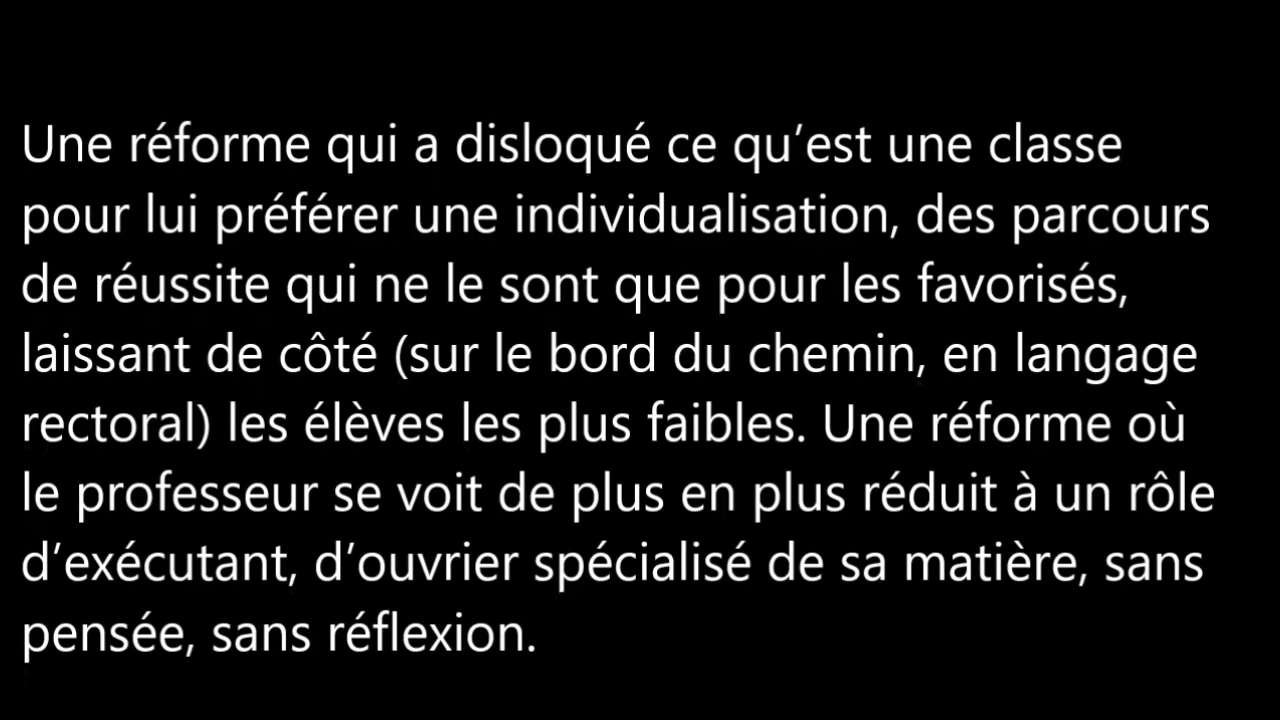 Une réforme qui a disloqué ce qu’est une classe
pour lui préférer une individualisation, des parcours
de réussite qui ne le sont que pour les favorisés,
laissant de côté (sur le bord du chemin, en langage
rectoral) les élèves les plus faibles. Une réforme où
le professeur se voit de plus en plus réduit à un rôle
d’exécutant, d’ouvrier spécialisé de sa matière, sans
pensée, sans réflexion.